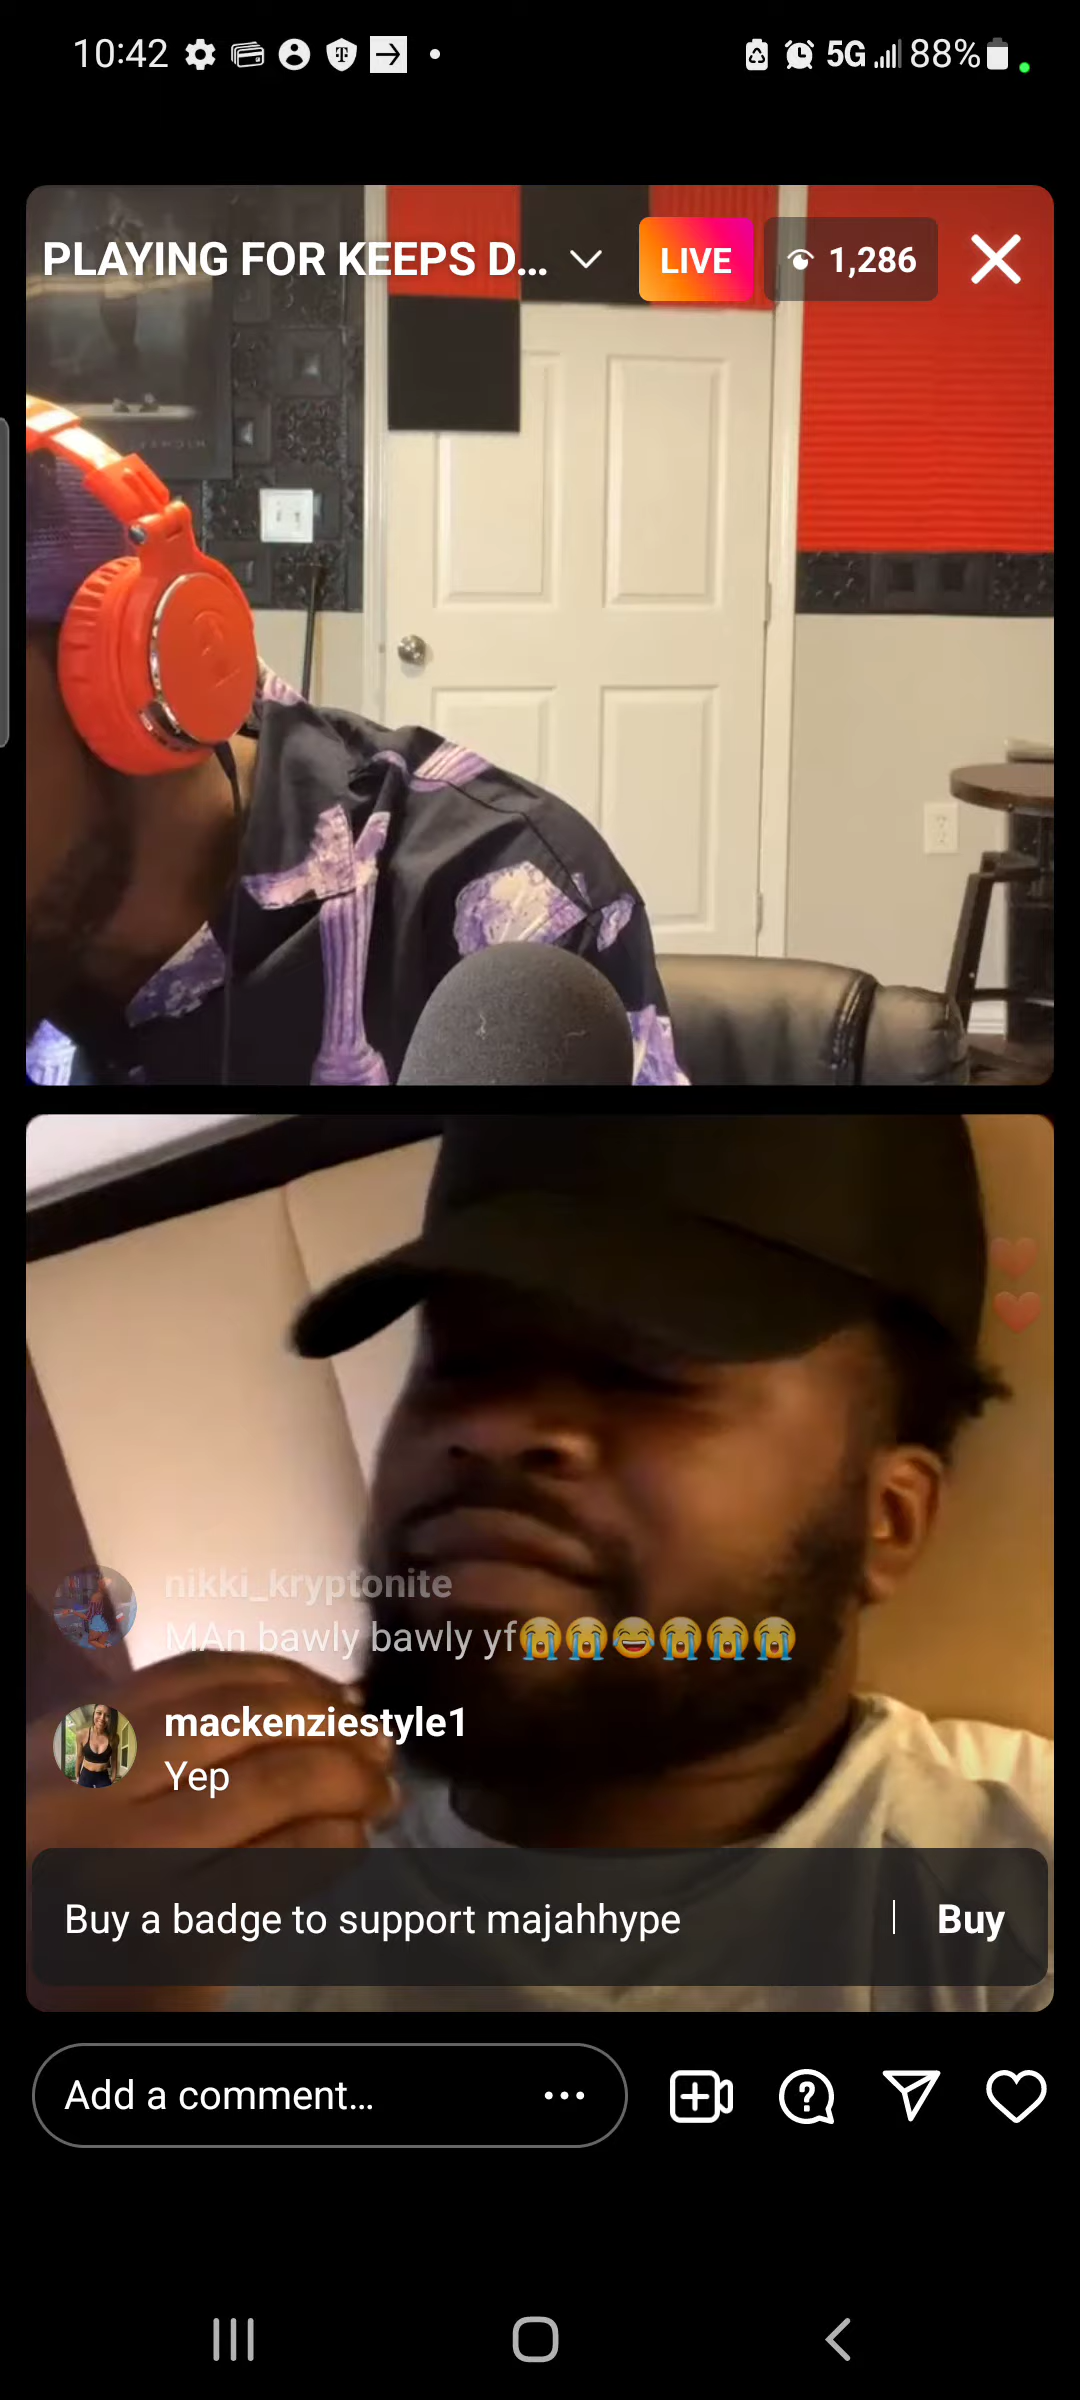 10:42
5G 88%
PLAYING FOR KEEPS D...
LIVE
1,286
nikki_kryptonite
MAn bawly bawly yf😭😭😂😭😭😭
mackenziestyle1
Yep
Buy a badge to support majahhype
Buy
Add a comment...